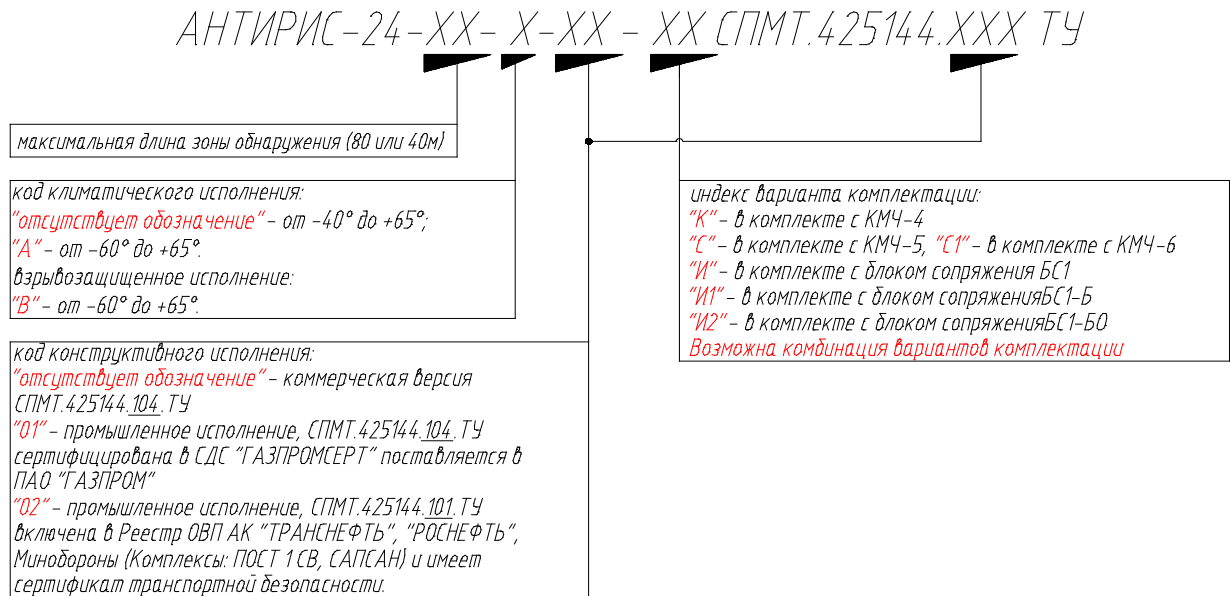 АНТИРИС-24-ХХ- Х-ХХ - ХХ СПМТ.425144.ХХХ ТУ
максимальная длина зоны обнаружения (80 или 40м)
код климатического исполнения:
"отсутствует обозначение" - от -40° до +65°;
"А" - от -60° до +65°.
взрывозащищенное исполнение:
"В" - от -60° до +65°.
код конструктивного исполнения:
"отсутствует обозначение" - коммерческая версия
СПМТ.425144.104.ТУ
"01" - промышленное исполнение, СПМТ.425144.104.ТУ
сертифицирована в СДС "ГАЗПРОМСЕРТ" поставляется в
ПАО "ГАЗПРОМ"
"02" - промышленное исполнение, СПМТ.425144.101.ТУ
включена в Реестр ОВП АК "ТРАНСНЕФТЬ", "РОСНЕФТЬ",
Минобороны (Комплексы: ПОСТ 1 СВ, САПСАН) и имеет
сертификат транспортной безопасности.
индекс варианта комплектации:
"К" - в комплекте с КМЧ-4
"С" - в комплекте с КМЧ-5, "С1" - в комплекте с КМЧ-6
"И" - в комплекте с блоком сопряжения БС1
"И1" - в комплекте с блоком сопряженияБС1-Б
"И2" - в комплекте с блоком сопряженияБС1-БО
Возможна комбинация вариантов комплектации